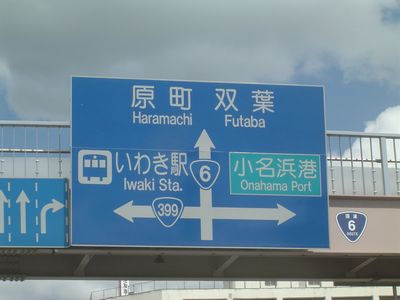 原町 双葉
Haramachi Futaba
いわき駅
Iwaki Sta.
6
小名浜港
Onahama Port
399
国道
6
ROUTE